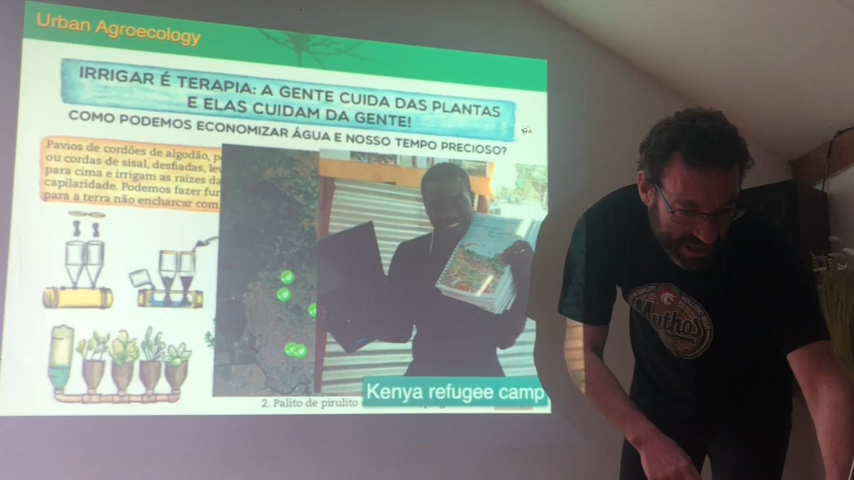 Urban Agroecology
IRRIGAR É TERAPIA: A GENTE CUIDA DAS PLANTAS
E ELAS CUIDAM DA GENTE!
COMO PODEMOS ECONOMIZAR ÁGUA E NOSSO TEMPO PRECIOSO?
Pavios de cordões de algodão,
ou cordas de sisal, desfiadas,
para cima e irrigam as raízes da
capilaridade. Podemos fazer
para a terra não encharcar com
Kenya refugee camp
2. Palito de pirulito
MythoS